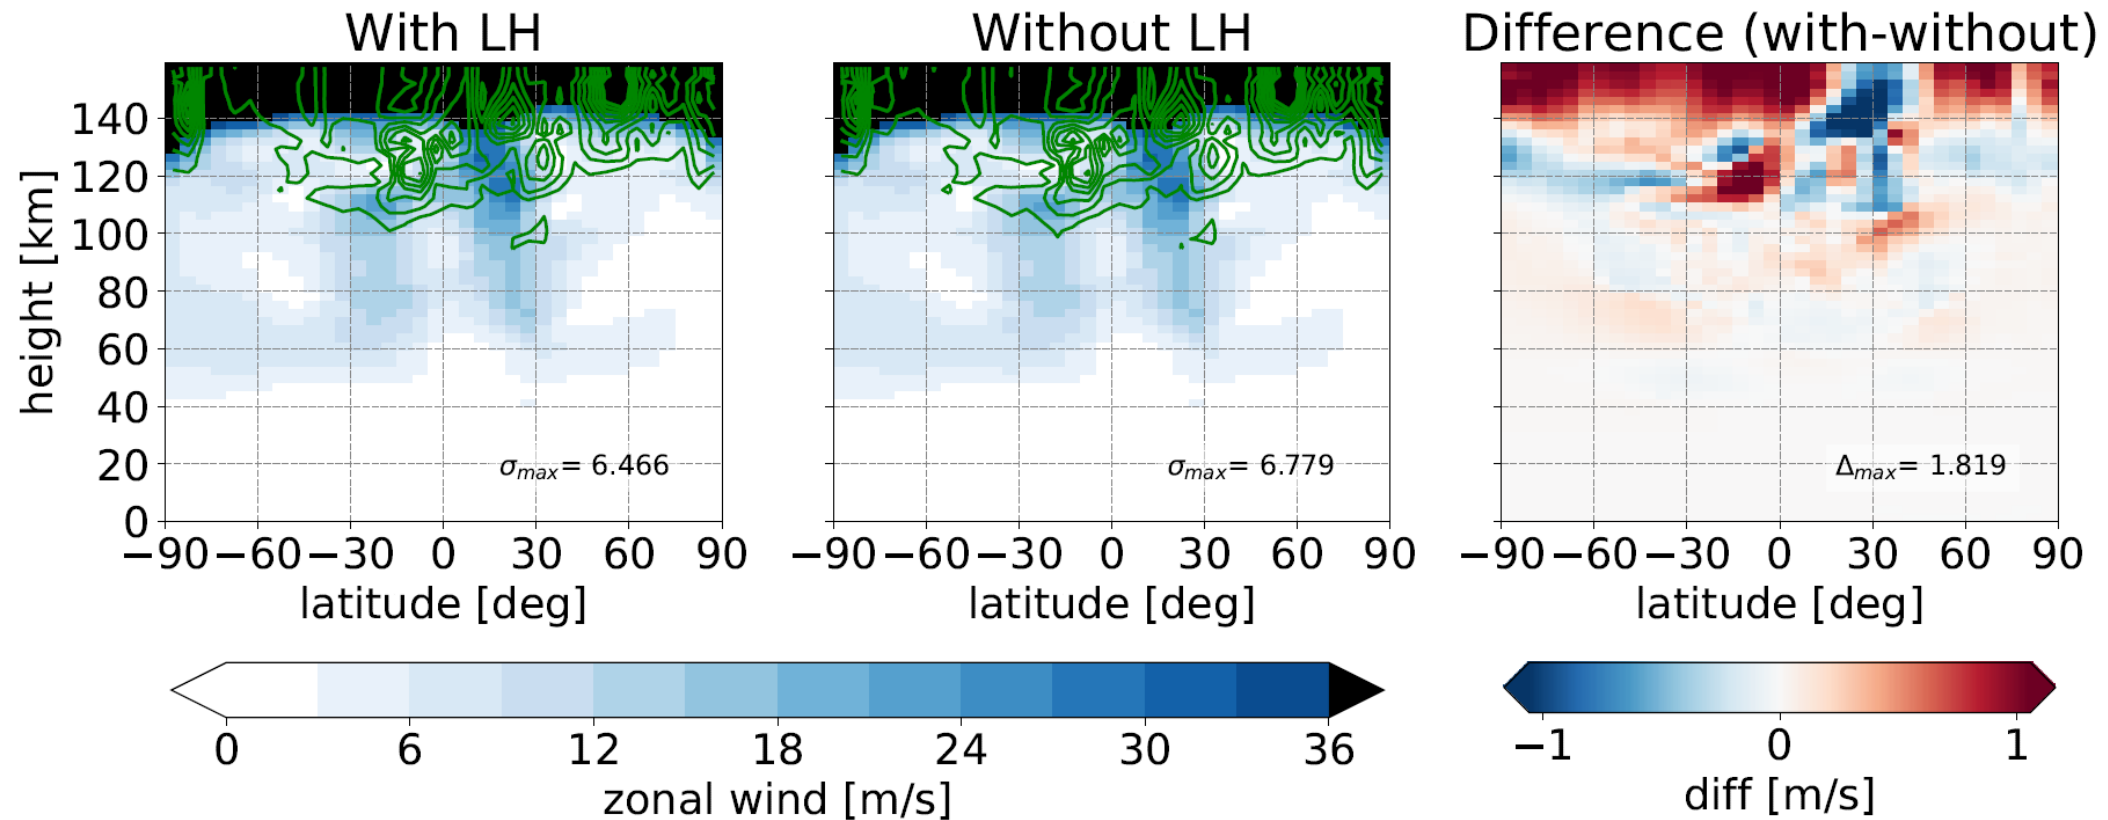 With LH
Without LH
Difference (with-without)
height [km]
140
120
100
80
60
40
20
0
σmax= 6.466
σmax= 6.779
Δmax= 1.819
−90 −60 −30 0 30 60 90
−90 −60 −30 0 30 60 90
−90 −60 −30 0 30 60 90
latitude [deg]
latitude [deg]
latitude [deg]
0 6 12 18 24 30 36
zonal wind [m/s]
−1 0 1
diff [m/s]